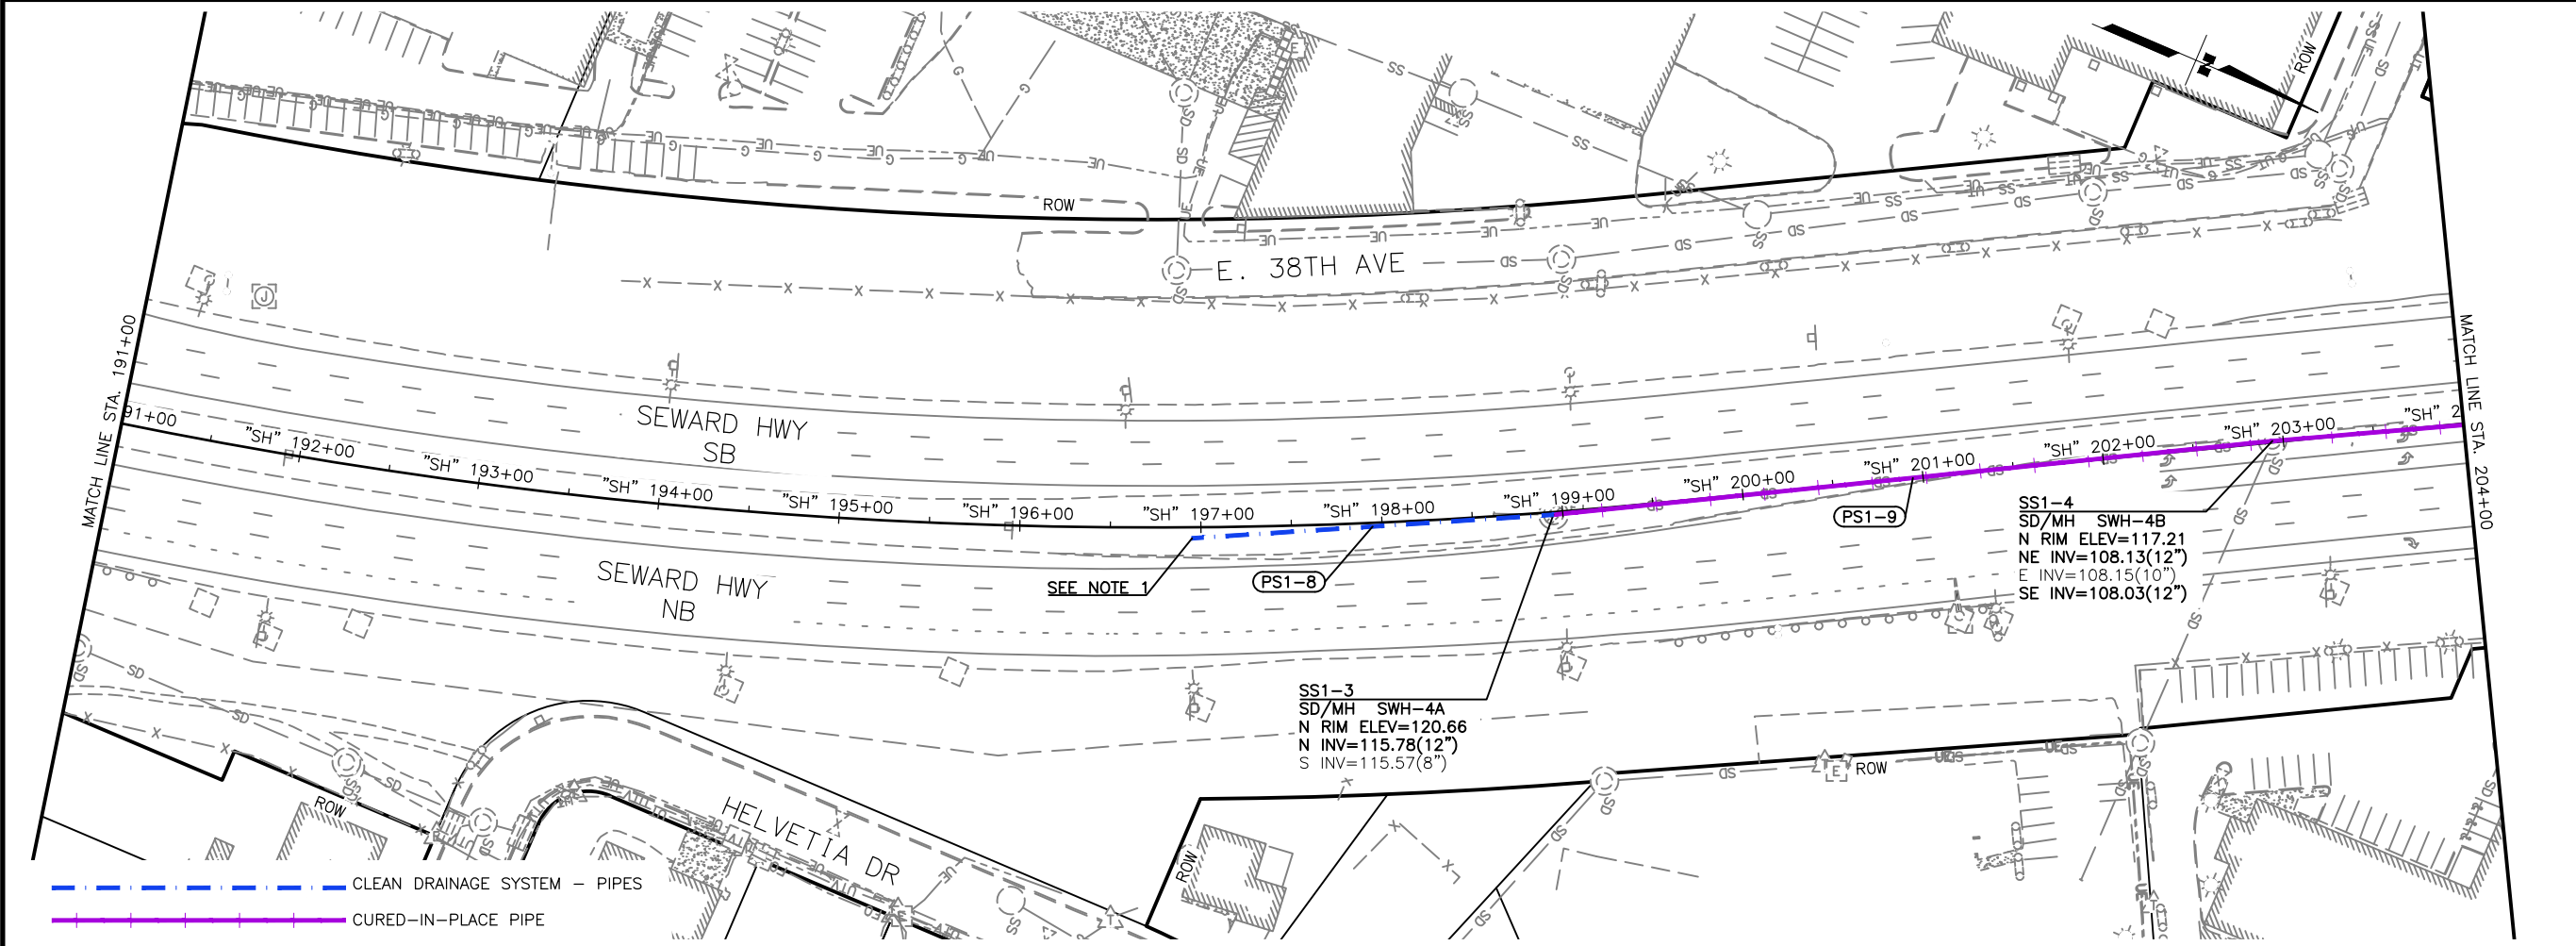 ROW
N
ROW
E. 38TH AVE
MATCH LINE STA. 191+00
MATCH LINE STA. 204+00
SEWARD HWY
SB
91+00
"SH" 192+00
"SH" 193+00
"SH" 194+00
"SH" 195+00
"SH" 196+00
"SH" 197+00
"SH" 198+00
"SH" 199+00
"SH" 200+00
"SH" 201+00
"SH" 202+00
"SH" 203+00
"SH" 2
SEWARD HWY
NB
SEE NOTE 1
PS1-8
PS1-9
SS1-4
SD/MH SWH-4B
N RIM ELEV=117.21
NE INV=108.13(12")
E INV=108.15(10")
SE INV=108.03(12")
SS1-3
SD/MH SWH-4A
N RIM ELEV=120.66
N INV=115.78(12")
S INV=115.57(8")
ROW
HELVETIA DR
ROW
ROW
CLEAN DRAINAGE SYSTEM - PIPES
CURED-IN-PLACE PIPE